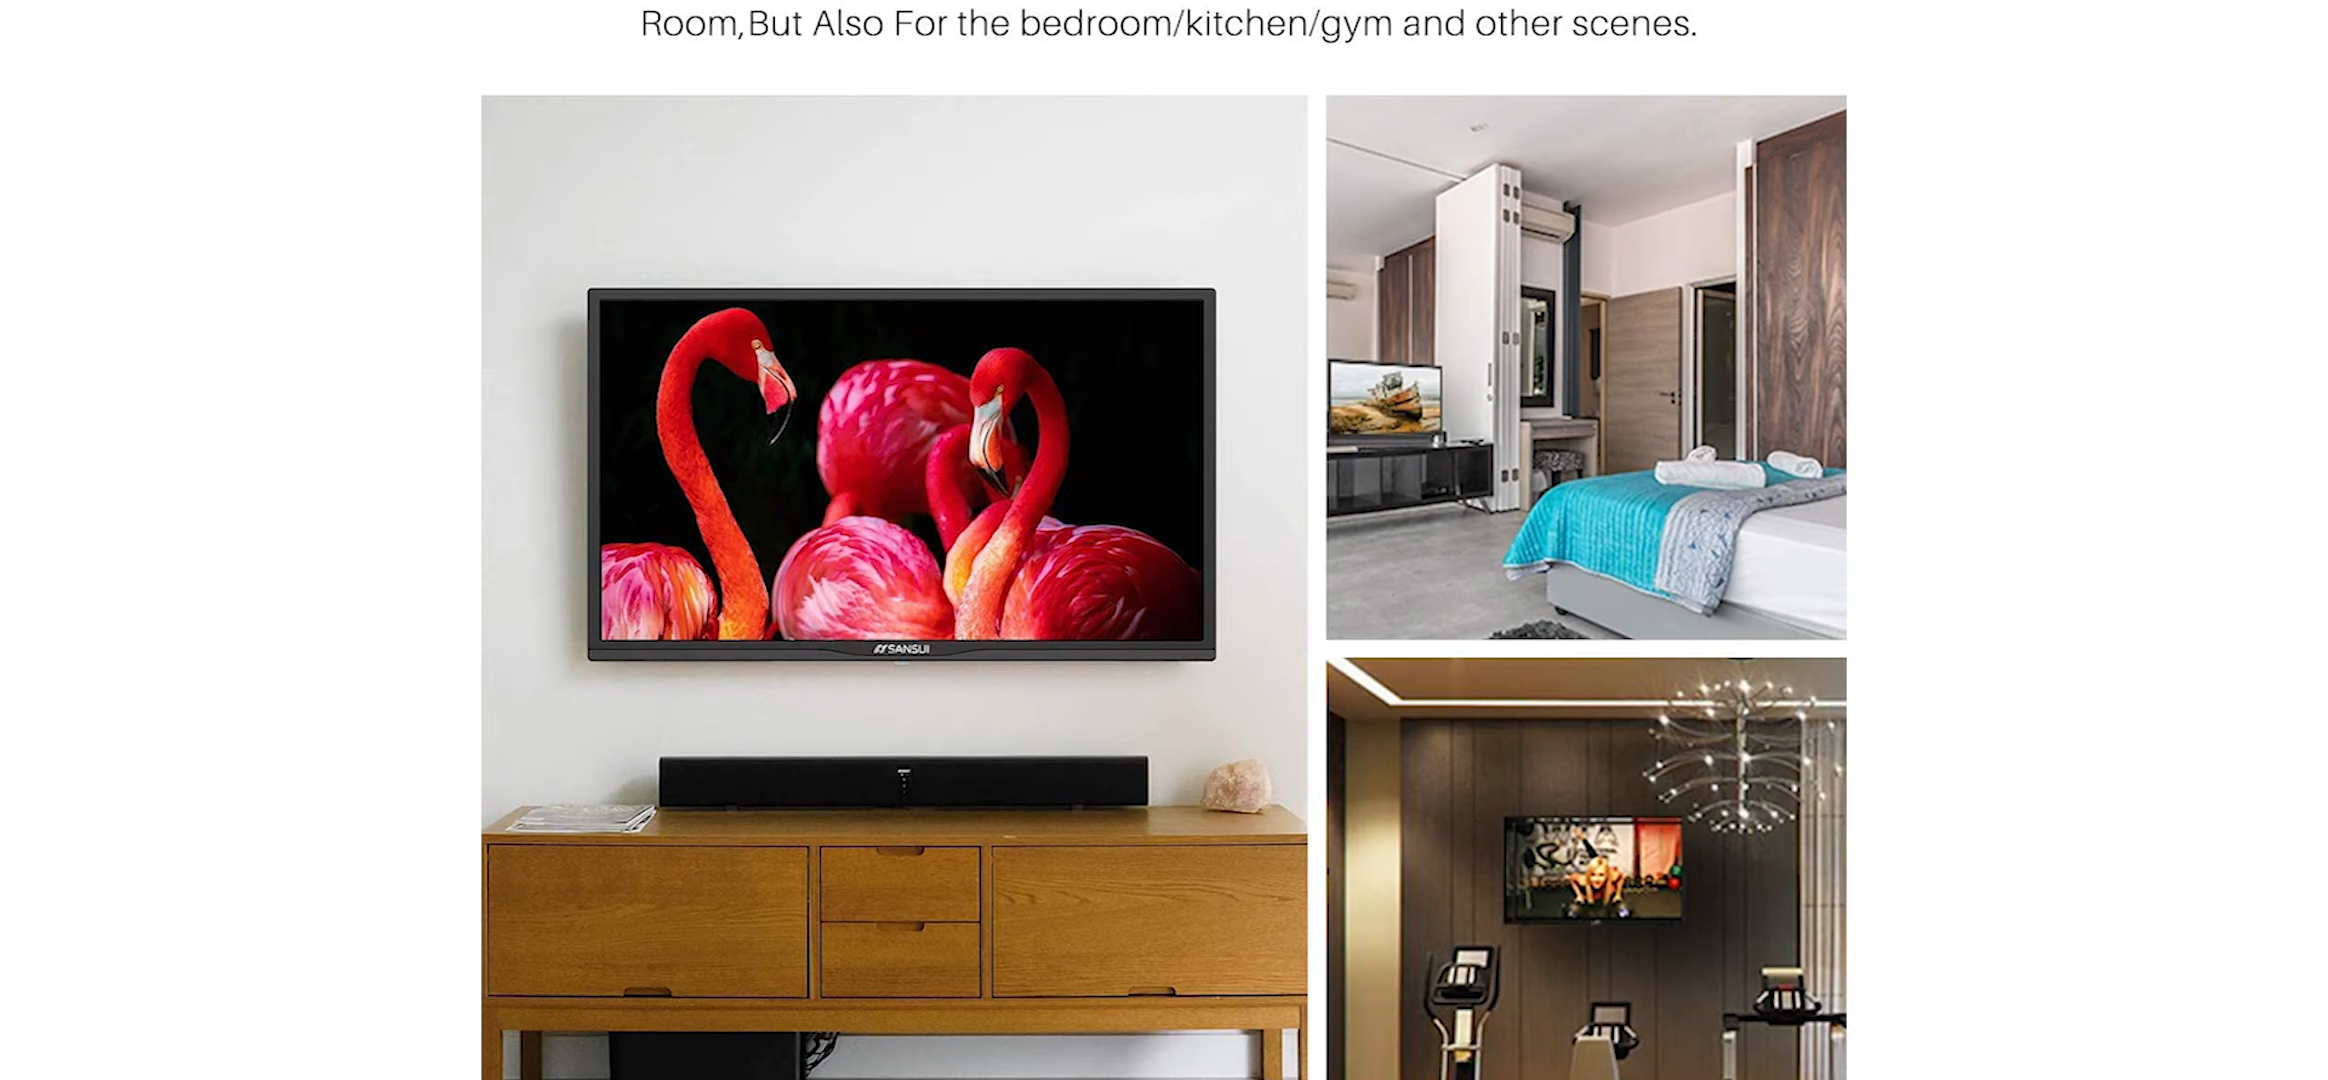 Room,But Also For the bedroom/kitchen/gym and other scenes.
SANSUI